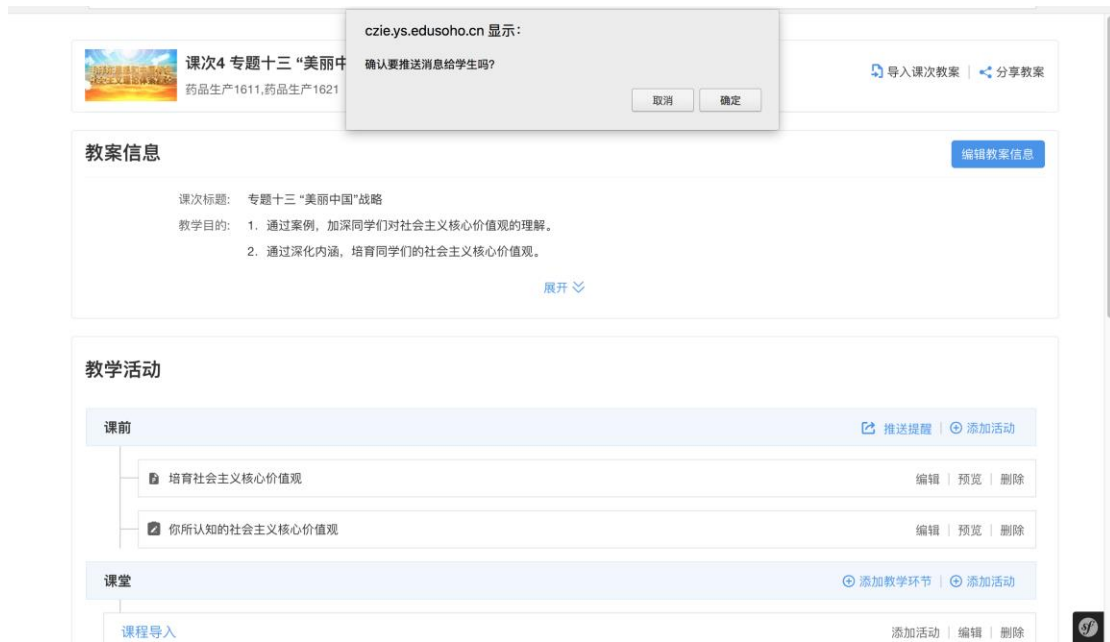 czie.ys.edusoho.cn 显示：
确认要推送消息给学生吗?
取消 确定
课次4 专题十三 “美丽中
药品生产1611,药品生产1621
导入课次教案 | 分享教案
教案信息
编辑教案信息
课次标题: 专题十三 “美丽中国”战略
教学目的: 1. 通过案例，加深同学们对社会主义核心价值观的理解。
2. 通过深化内涵，培育同学们的社会主义核心价值观。
展开
教学活动
课前 推送提醒 | 添加活动
培育社会主义核心价值观 编辑 | 预览 | 删除
你所认知的社会主义核心价值观 编辑 | 预览 | 删除
课堂 添加教学环节 | 添加活动
课程导入 添加活动 | 编辑 | 删除
sf